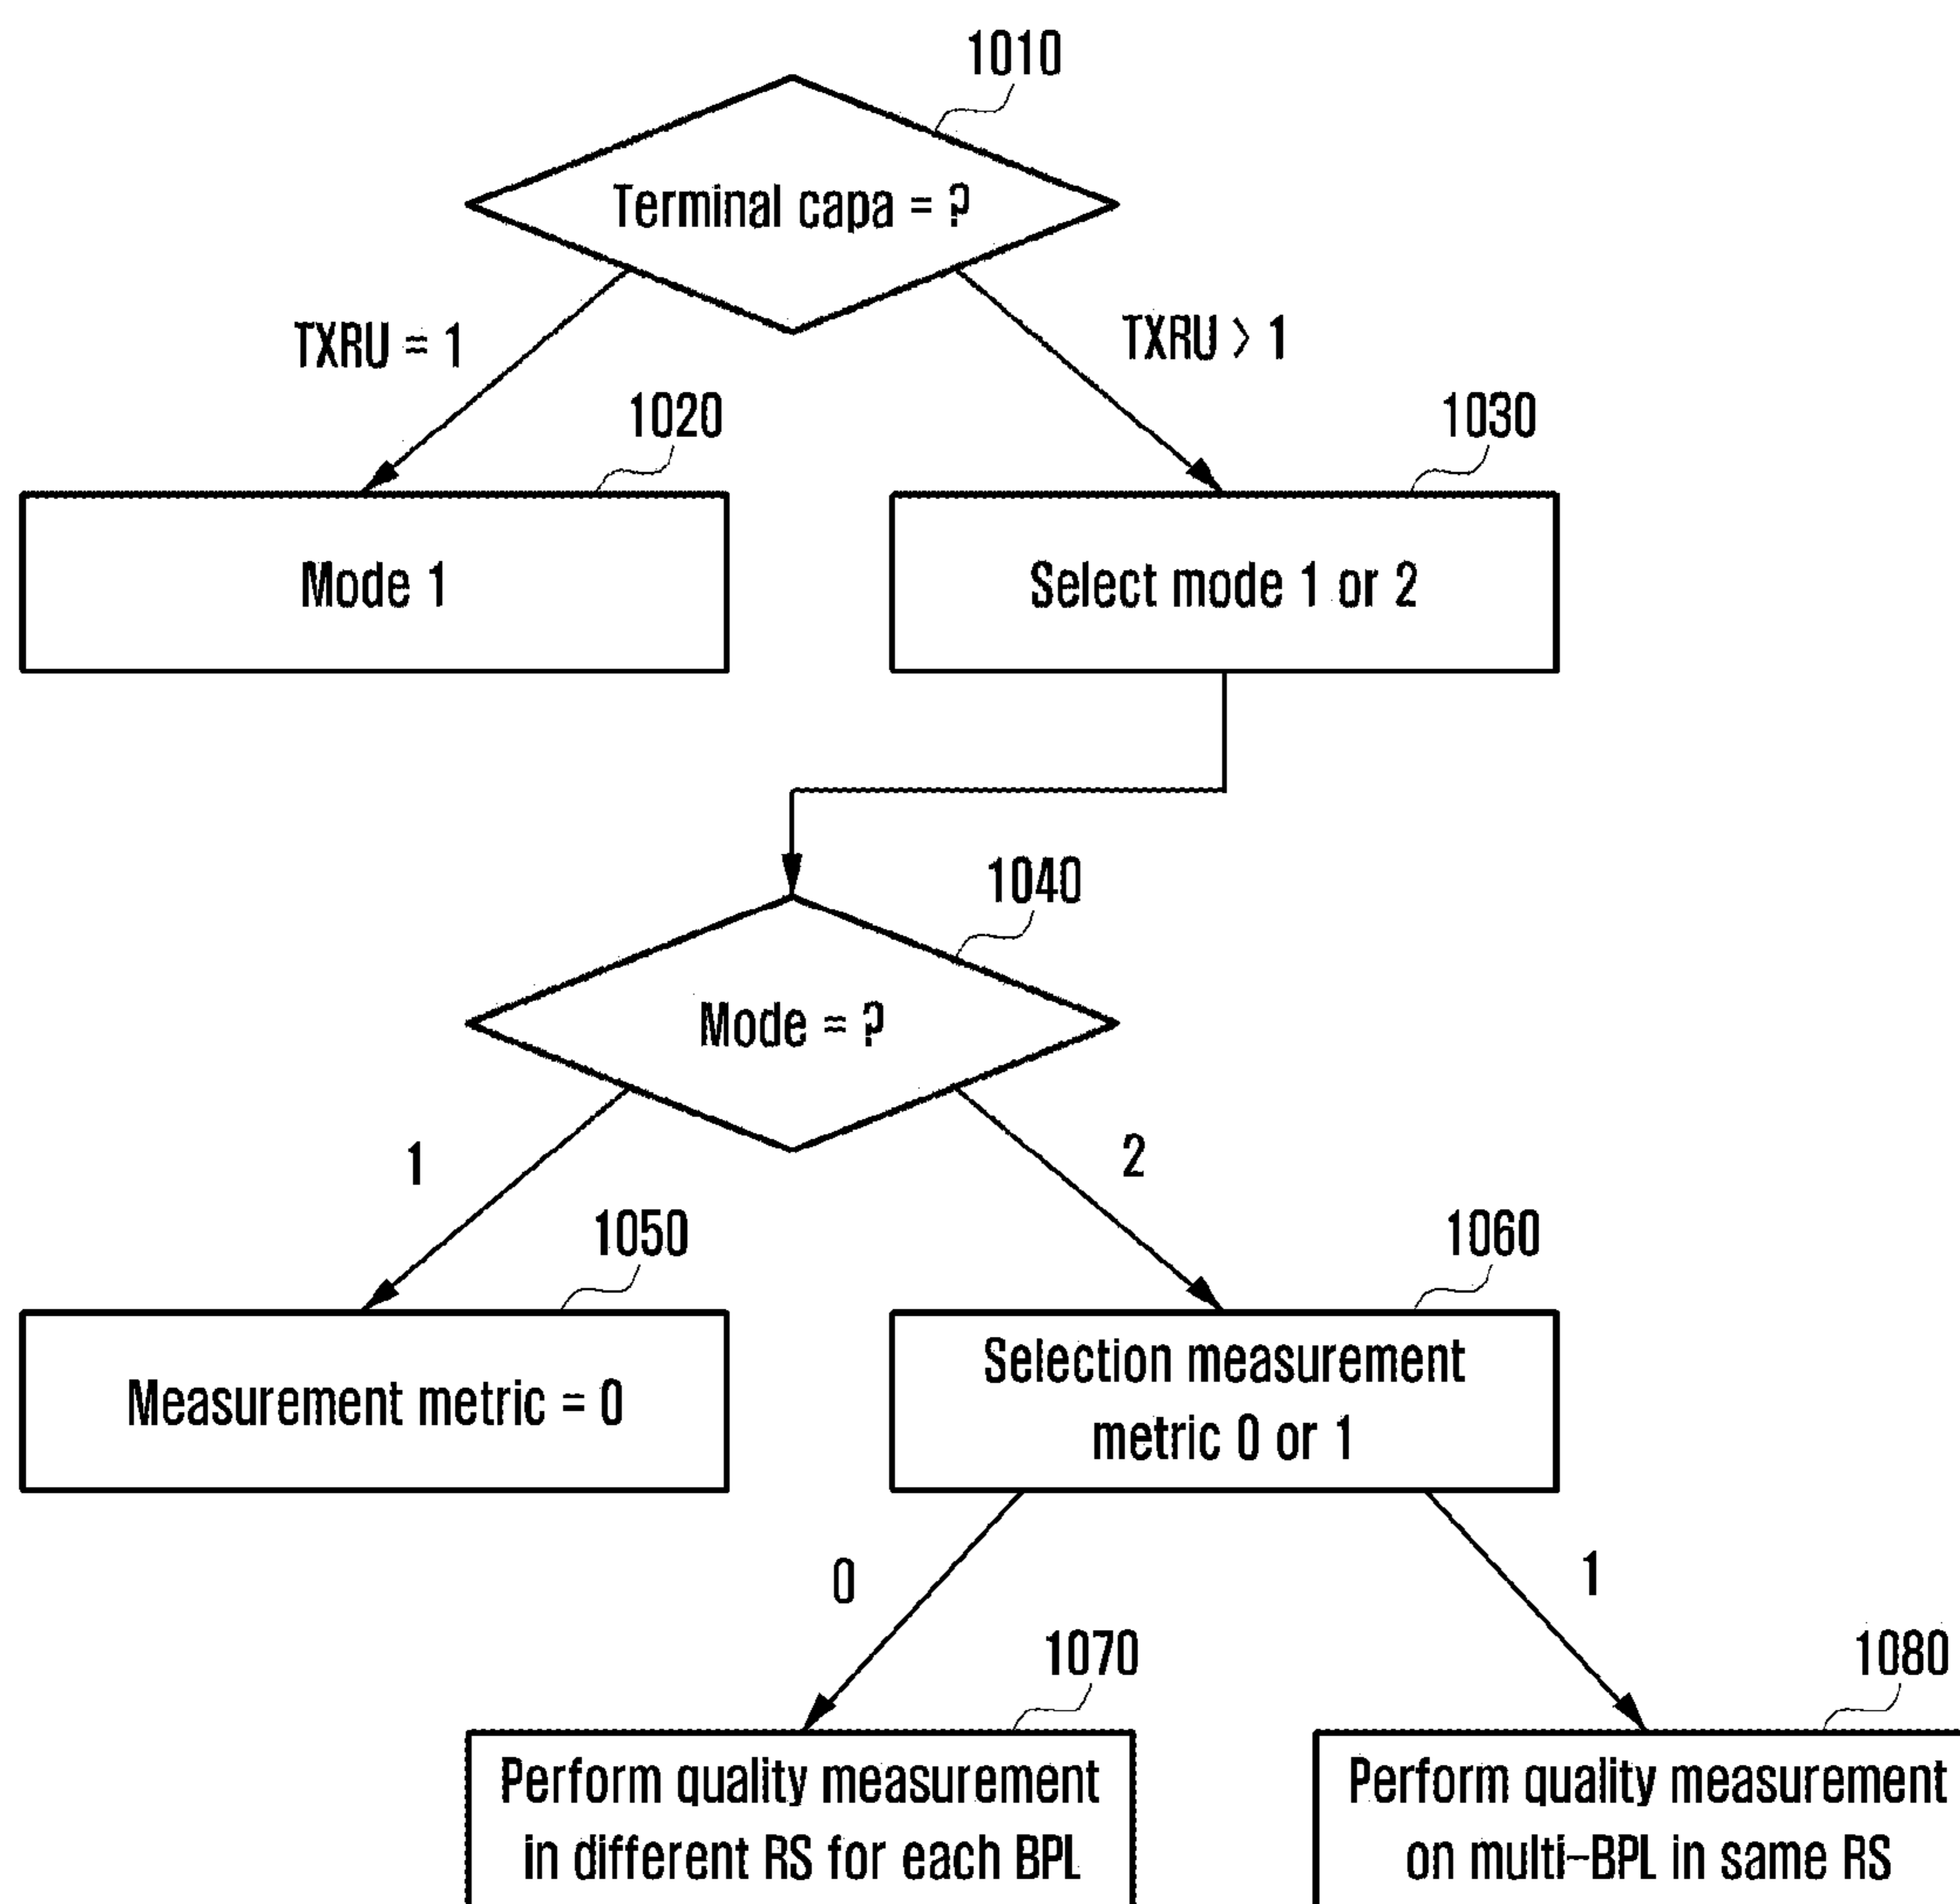 1010
Terminal capa = ?
TXRU = 1
TXRU > 1
1020
1030
Mode 1
Select mode 1 or 2
1040
Mode = ?
1
2
1050
1060
Measurement metric = 0
Selection measurement
metric 0 or 1
0
1
1070
1080
Perform quality measurement
in different RS for each BPL
Perform quality measurement
on multi-BPL in same RS